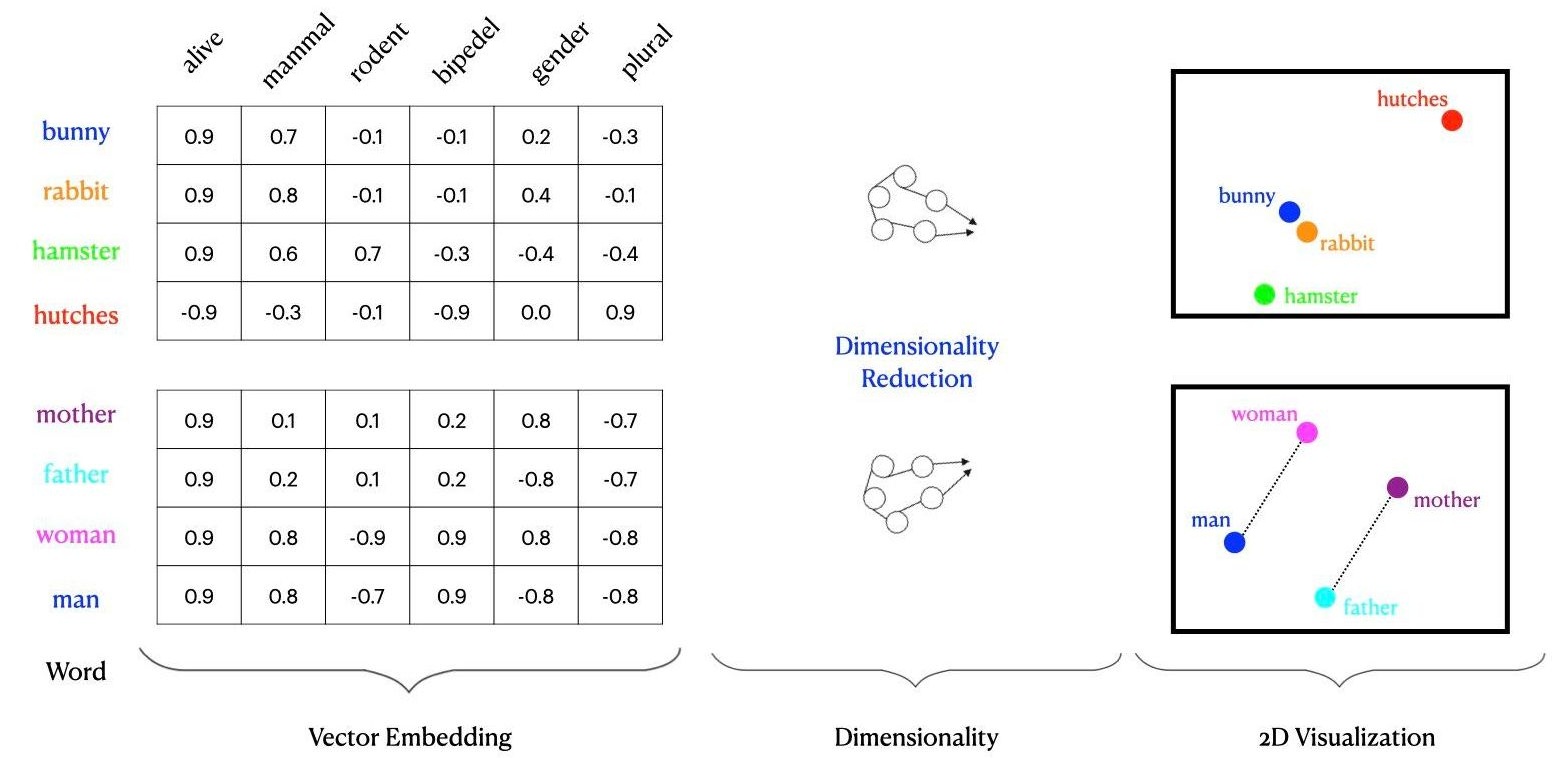 alive mammal rodent bipedel gender plural
bunny 0.9 0.7 -0.1 -0.1 0.2 -0.3
rabbit 0.9 0.8 -0.1 -0.1 0.4 -0.1
hamster 0.9 0.6 0.7 -0.3 -0.4 -0.4
hutches -0.9 -0.3 -0.1 -0.9 0.0 0.9
mother 0.9 0.1 0.1 0.2 0.8 -0.7
father 0.9 0.2 0.1 0.2 -0.8 -0.7
woman 0.9 0.8 -0.9 0.9 0.8 -0.8
man 0.9 0.8 -0.7 0.9 -0.8 -0.8
Word
Vector Embedding
Dimensionality
Reduction
Dimensionality
hutches
bunny
rabbit
hamster
woman
mother
man
father
2D Visualization